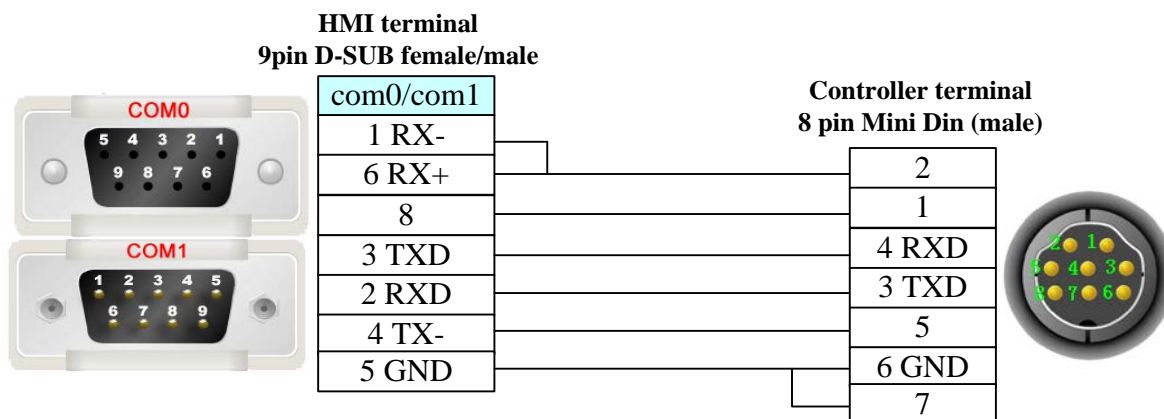 HMI terminal
9pin D-SUB female/male
COM0
5 4 3 2 1
9 8 7 6
COM1
1 2 3 4 5
6 7 8 9
com0/com1
1 RX-
6 RX+
8
3 TXD
2 RXD
4 TX-
5 GND
Controller terminal
8 pin Mini Din (male)
2
1
4 RXD
3 TXD
5
6 GND
7
2 1
5 4 3
8 7 6